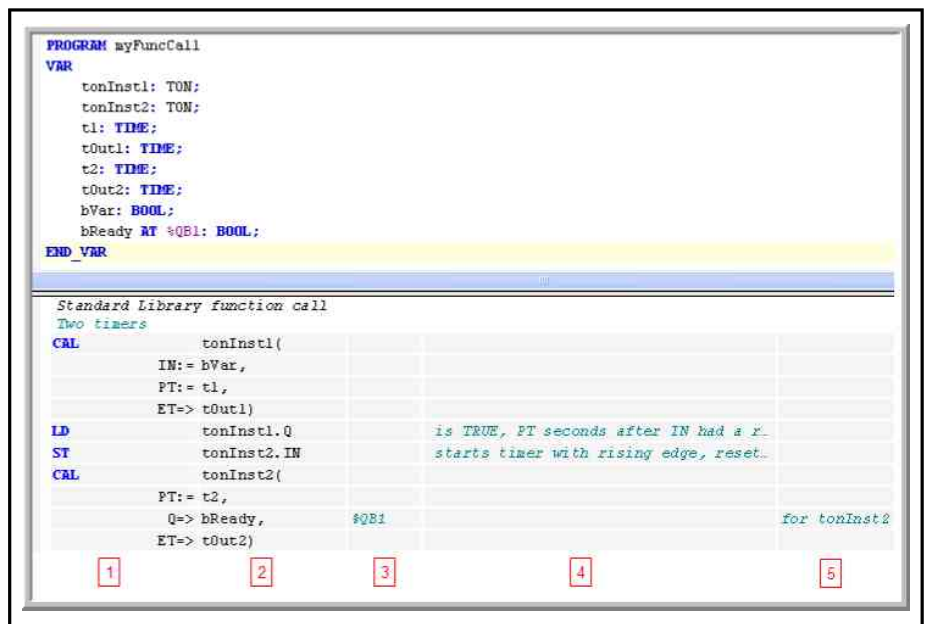 PROGRAM myFuncCall
VAR
tonInst1: TON;
tonInst2: TON;
t1: TIME;
tOut1: TIME;
t2: TIME;
tOut2: TIME;
bVar: BOOL;
bReady AT %QB1: BOOL;
END_VAR
Standard Library function call
Two timers
CAL tonInst1(
IN:= bVar,
PT:= t1,
ET=> tOut1)
LD tonInst1.Q is TRUE, PT seconds after IN had a r…
ST tonInst2.IN starts timer with rising edge, reset…
CAL tonInst2(
PT:= t2,
Q=> bReady, %QB1 for tonInst2
ET=> tOut2)
1 2 3 4 5